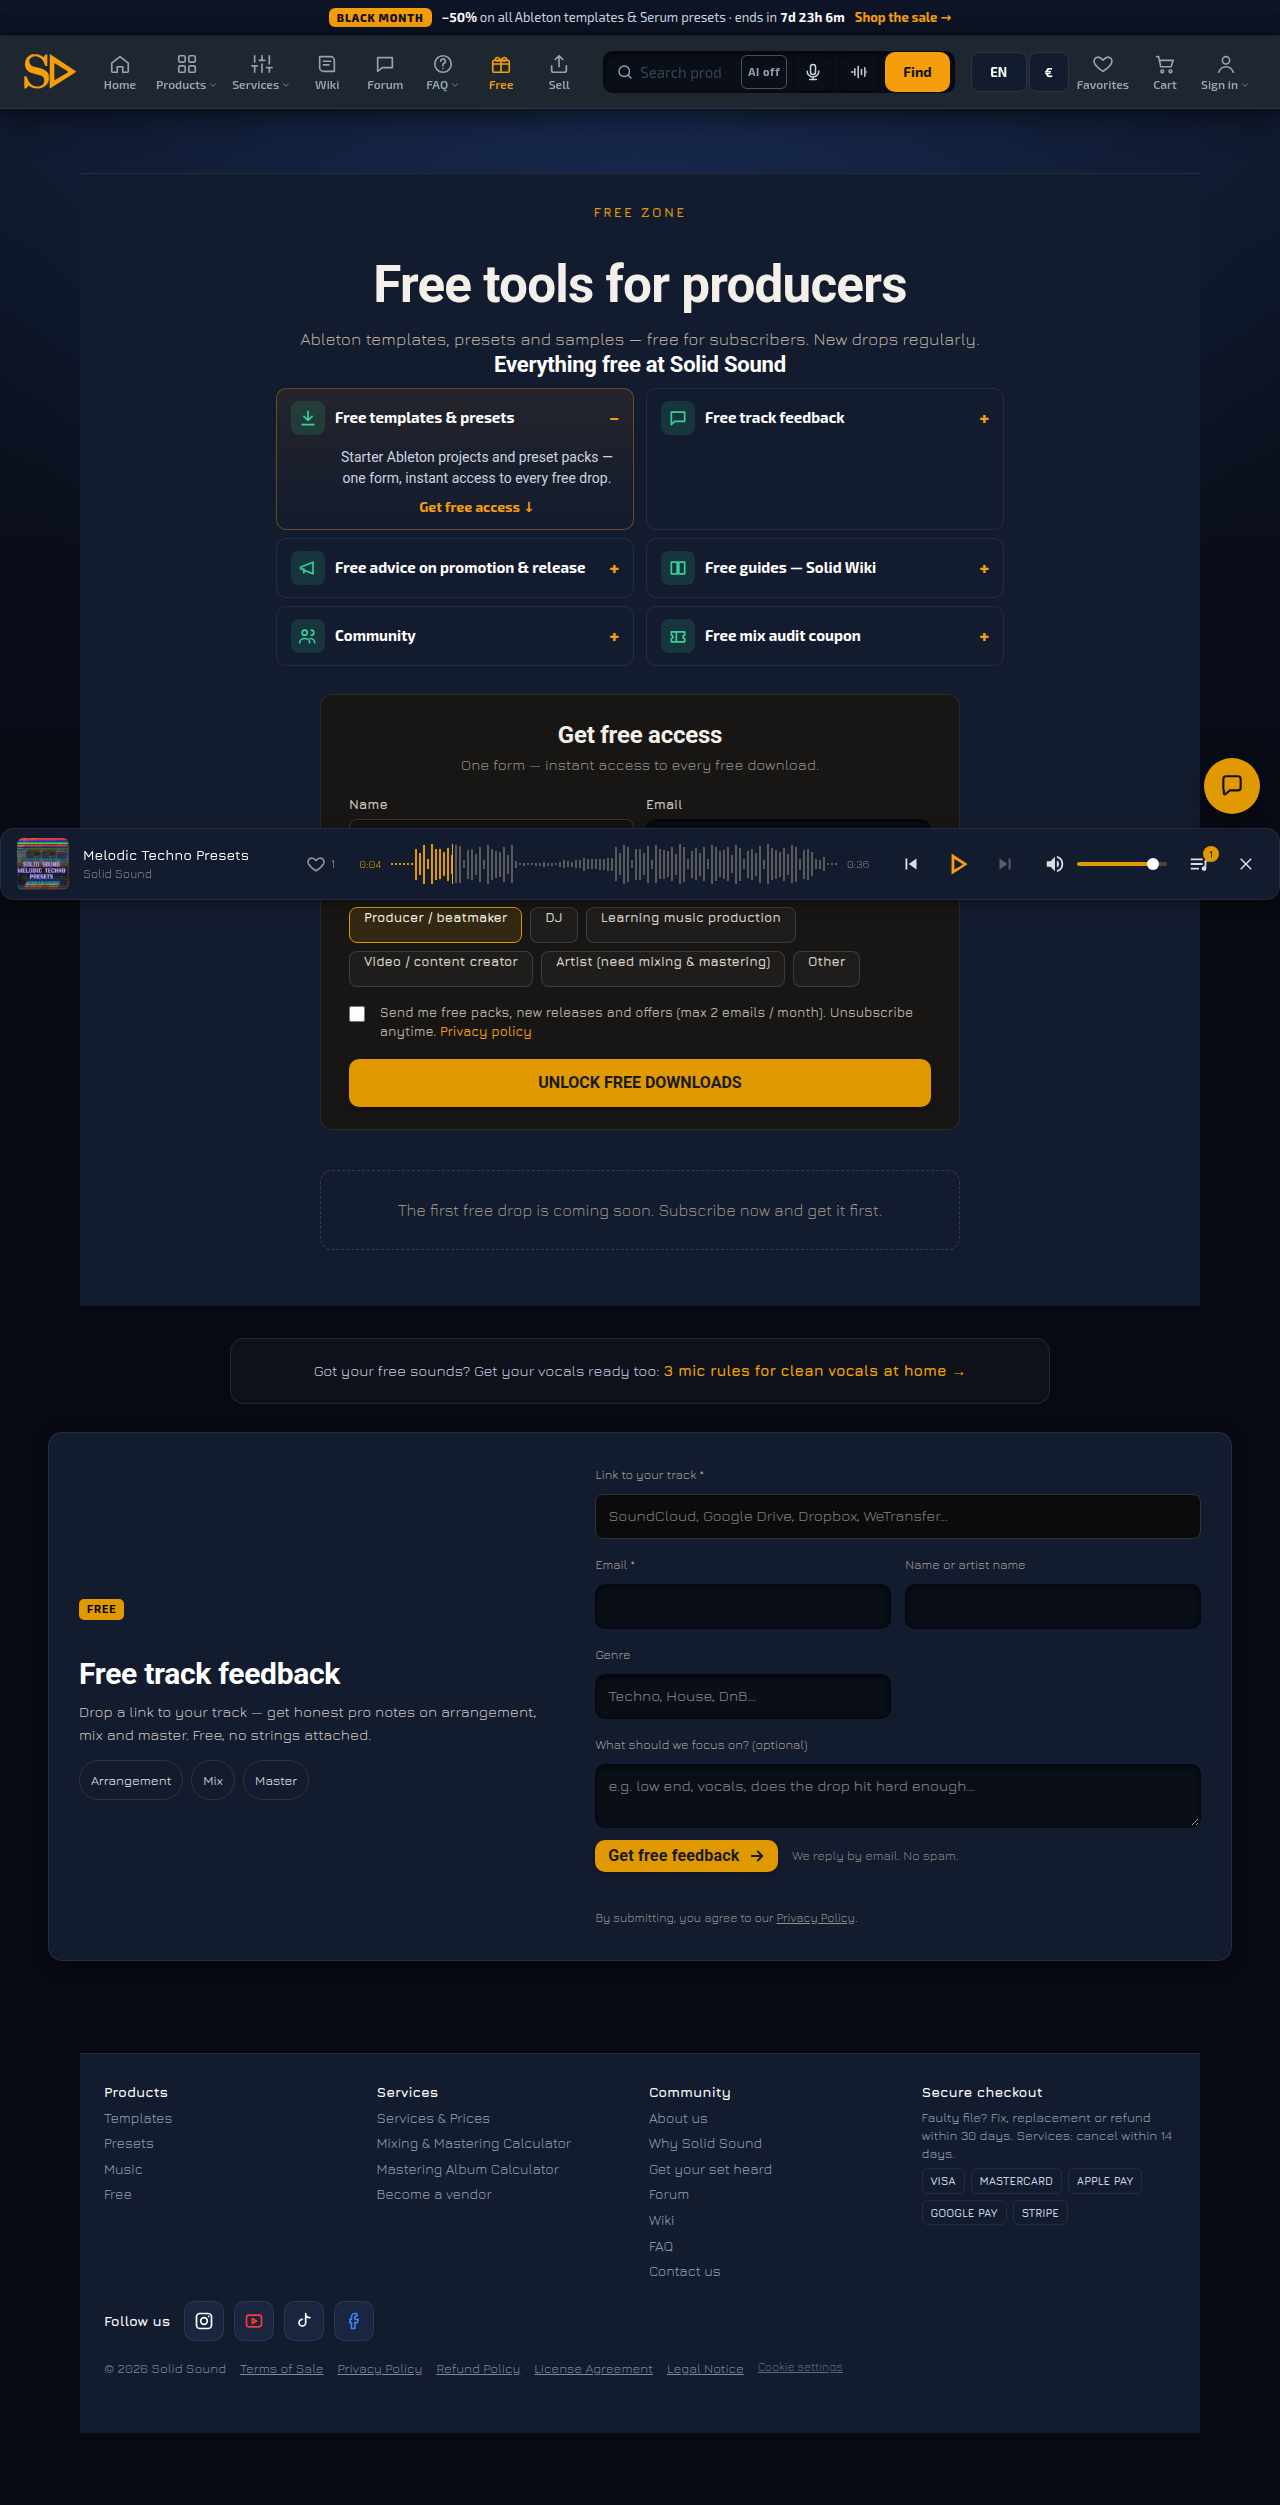 BLACK MONTH −50% on all Ableton templates & Serum presets · ends in 7d 23h 6m Shop the sale →
Home
Products
Services
Wiki
Forum
FAQ
Free
Sell
Search prod
AI off
Find
EN
€
Favorites
Cart
Sign in
FREE ZONE
Free tools for producers
Ableton templates, presets and samples — free for subscribers. New drops regularly.
Everything free at Solid Sound
Free templates & presets −
Starter Ableton projects and preset packs —
one form, instant access to every free drop.
Get free access ↓
Free track feedback +
Free advice on promotion & release +
Free guides — Solid Wiki +
Community +
Free mix audit coupon +
Get free access
One form — instant access to every free download.
Name
Email
SOLID SOUND
MELODIC TECHNO
PRESETS
Melodic Techno Presets
Solid Sound
1
0:04
0:36
1
Producer / beatmaker
DJ
Learning music production
Video / content creator
Artist (need mixing & mastering)
Other
Send me free packs, new releases and offers (max 2 emails / month). Unsubscribe
anytime. Privacy policy
UNLOCK FREE DOWNLOADS
The first free drop is coming soon. Subscribe now and get it first.
Got your free sounds? Get your vocals ready too: 3 mic rules for clean vocals at home →
FREE
Free track feedback
Drop a link to your track — get honest pro notes on arrangement,
mix and master. Free, no strings attached.
Arrangement
Mix
Master
Link to your track *
SoundCloud, Google Drive, Dropbox, WeTransfer...
Email *
Name or artist name
Genre
Techno, House, DnB...
What should we focus on? (optional)
e.g. low end, vocals, does the drop hit hard enough...
Get free feedback →
We reply by email. No spam.
By submitting, you agree to our Privacy Policy.
Products
Templates
Presets
Music
Free
Services
Services & Prices
Mixing & Mastering Calculator
Mastering Album Calculator
Become a vendor
Community
About us
Why Solid Sound
Get your set heard
Forum
Wiki
FAQ
Contact us
Secure checkout
Faulty file? Fix, replacement or refund
within 30 days. Services: cancel within 14
days.
VISA
MASTERCARD
APPLE PAY
GOOGLE PAY
STRIPE
Follow us
© 2026 Solid Sound Terms of Sale Privacy Policy Refund Policy License Agreement Legal Notice Cookie settings